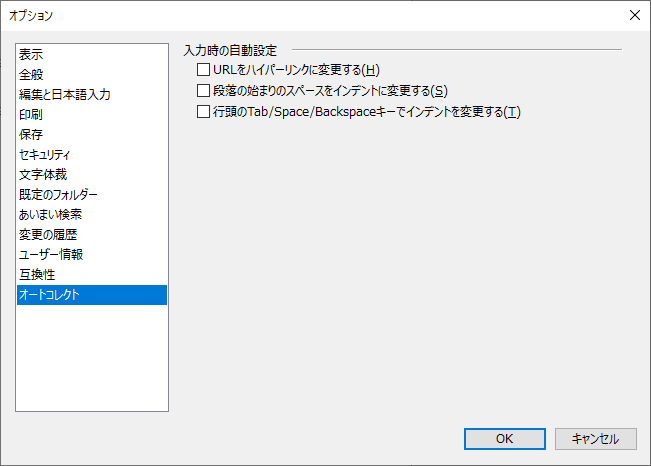 オプション
表示
全般
編集と日本語入力
印刷
保存
セキュリティ
文字体裁
既定のフォルダー
あいまい検索
変更の履歴
ユーザー情報
互換性
オートコレクト
入力時の自動設定
URLをハイパーリンクに変更する(H)
段落の始まりのスペースをインデントに変更する(S)
行頭のTab/Space/Backspaceキーでインデントを変更する(T)
OK
キャンセル